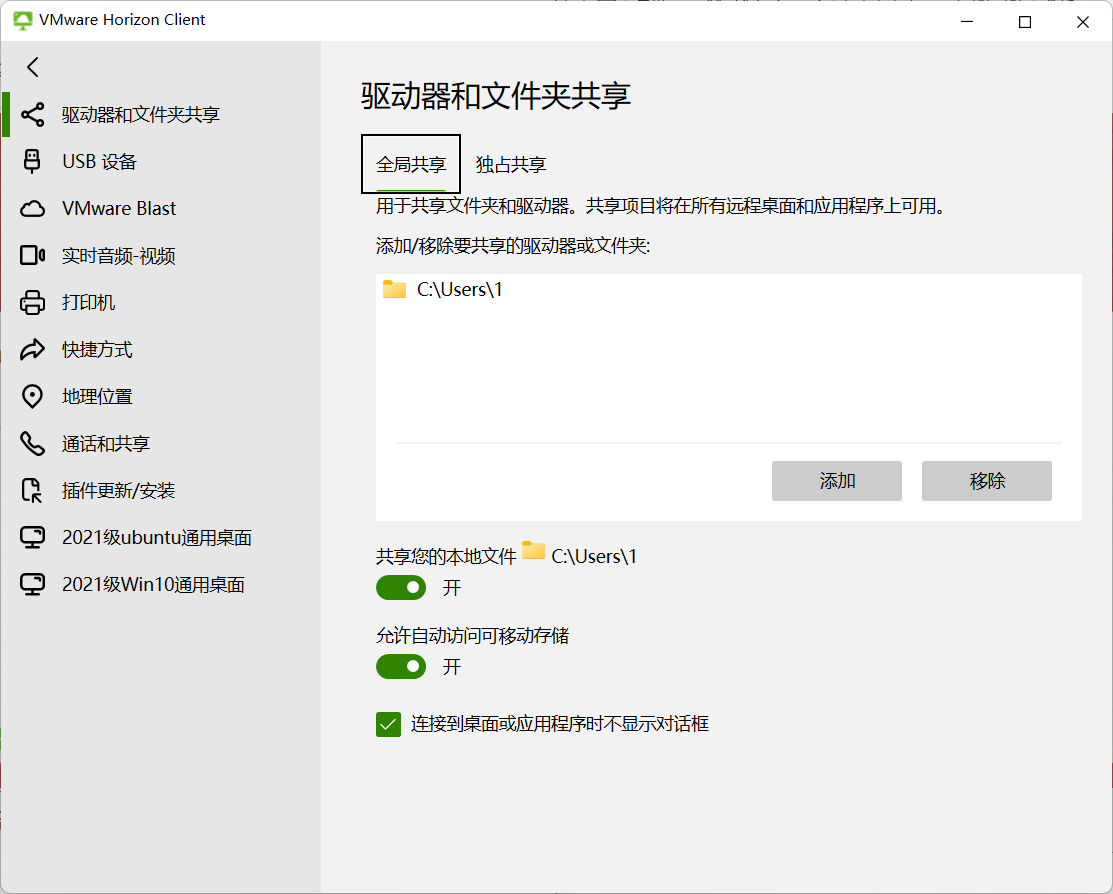 VMware Horizon Client
驱动器和文件夹共享
USB 设备
VMware Blast
实时音频-视频
打印机
快捷方式
地理位置
通话和共享
插件更新/安装
2021级ubuntu通用桌面
2021级Win10通用桌面
驱动器和文件夹共享
全局共享 独占共享
用于共享文件夹和驱动器。共享项目将在所有远程桌面和应用程序上可用。
添加/移除要共享的驱动器或文件夹:
C:\Users\1
添加 移除
共享您的本地文件 C:\Users\1
开
允许自动访问可移动存储
开
连接到桌面或应用程序时不显示对话框